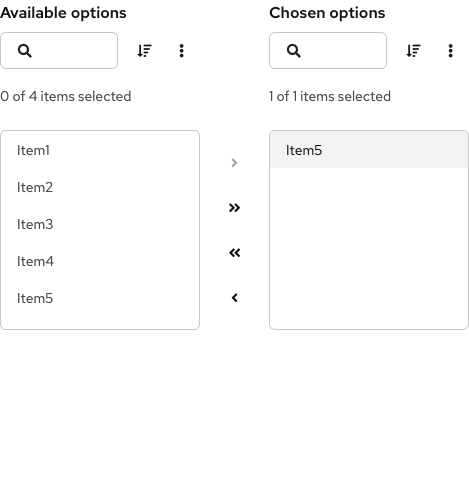 Available options
0 of 4 items selected
Item1
Item2
Item3
Item4
Item5
Chosen options
1 of 1 items selected
Item5